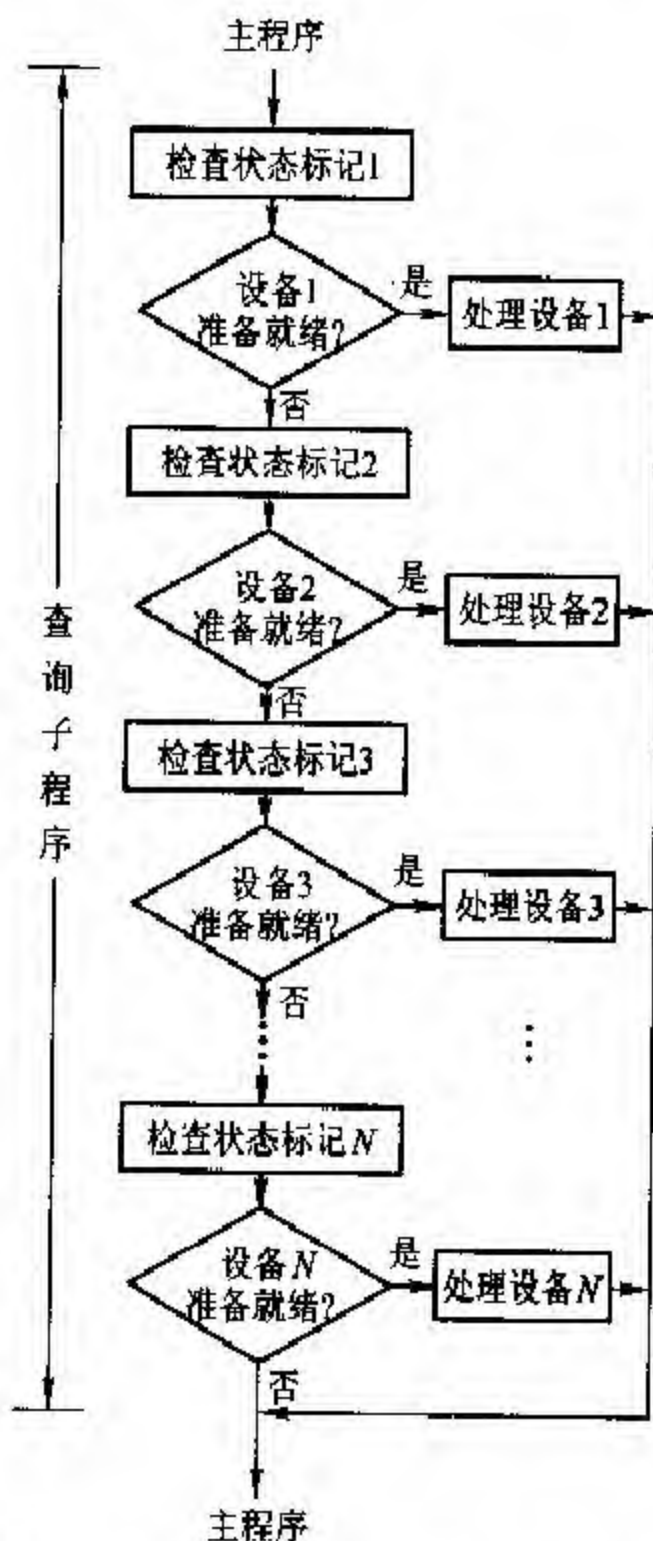 主程序
检查状态标记1
设备1
准备就绪?
是
处理设备1
否
检查状态标记2
设备2
准备就绪?
是
处理设备2
否
查询子程序
检查状态标记3
设备3
准备就绪?
是
处理设备3
否
检查状态标记N
设备N
准备就绪?
是
处理设备N
否
主程序